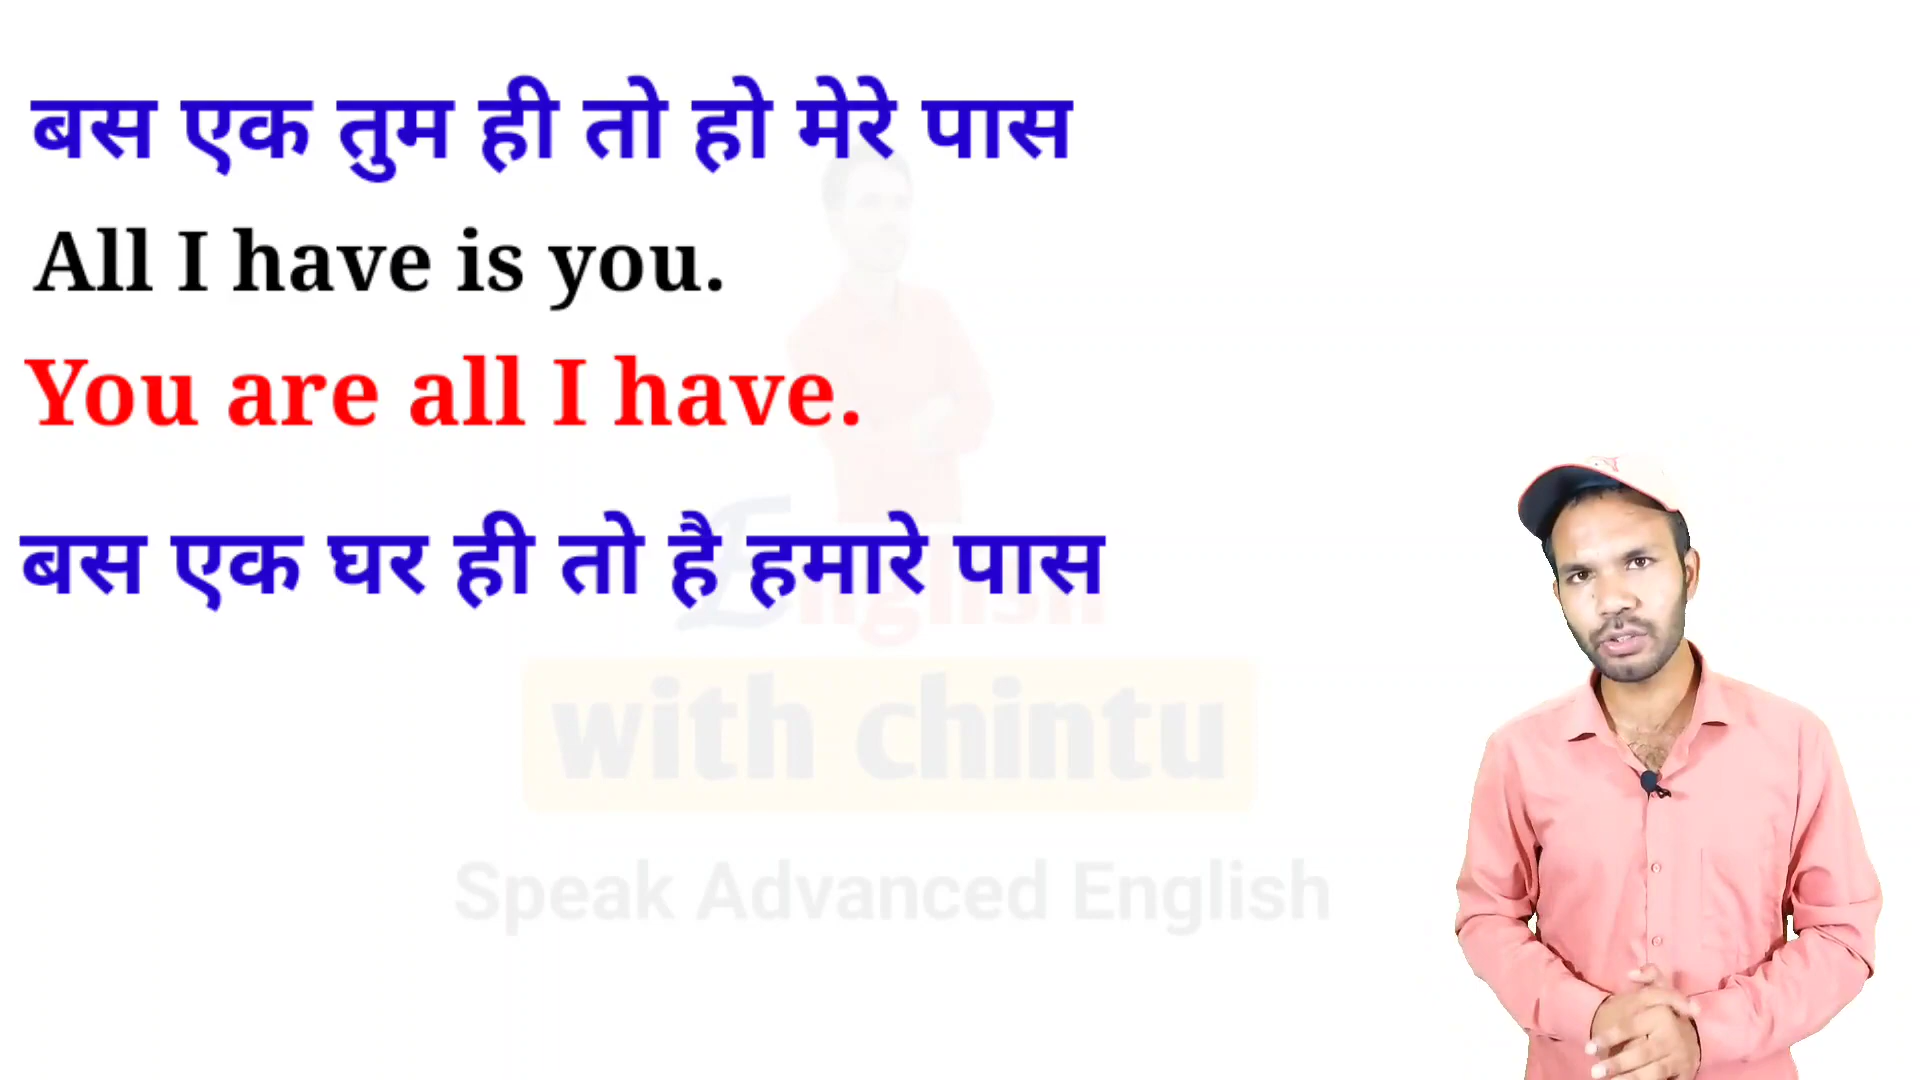 बस एक तुम ही तो हो मेरे पास
All I have is you.
You are all I have.
बस एक घर ही तो है हमारे पास
English
with chintu
Speak Advanced English